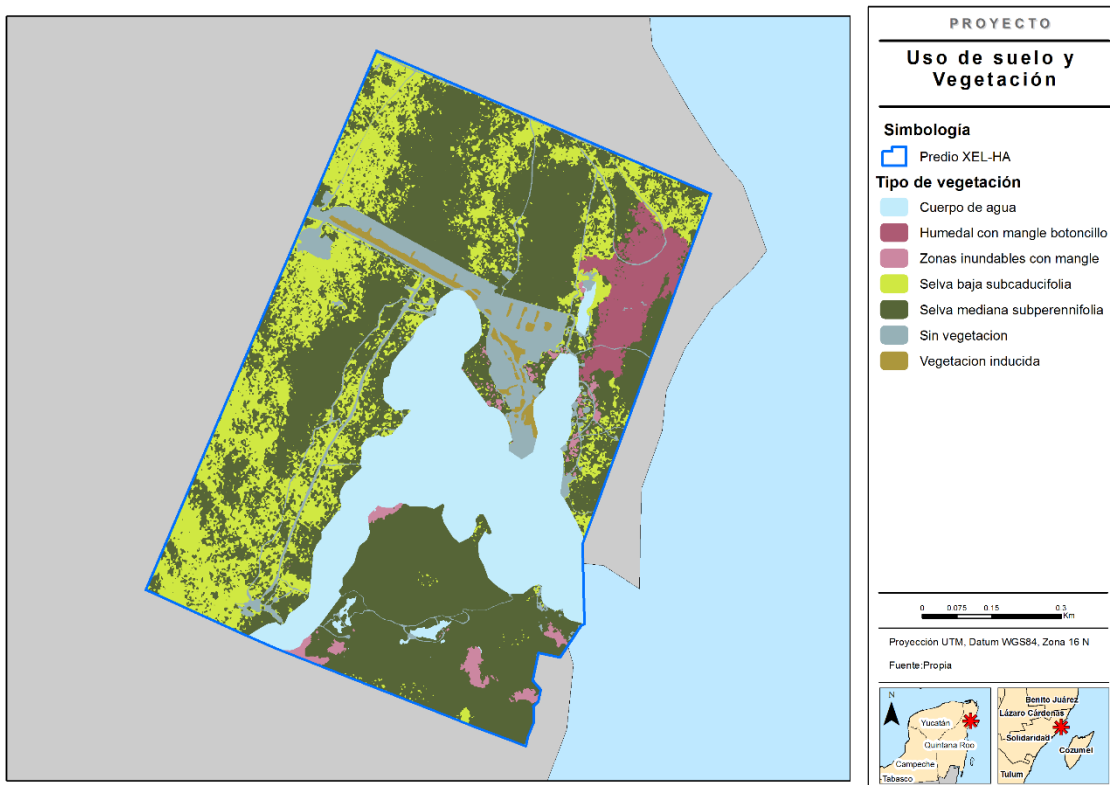 PROYECTO
Uso de suelo y
Vegetación
Simbología
Predio XEL-HA
Tipo de vegetación
Cuerpo de agua
Humedal con mangle botoncillo
Zonas inundables con mangle
Selva baja subcaducifolia
Selva mediana subperennifolia
Sin vegetacion
Vegetacion inducida
0 0.075 0.15 0.3
Km
Proyección UTM, Datum WGS84, Zona 16 N
Fuente:Propia
N
Yucatán
Quintana Roo
Campeche
Tabasco
Benito Juárez
Lázaro Cárdenas
Solidaridad
Cozumel
Tulum